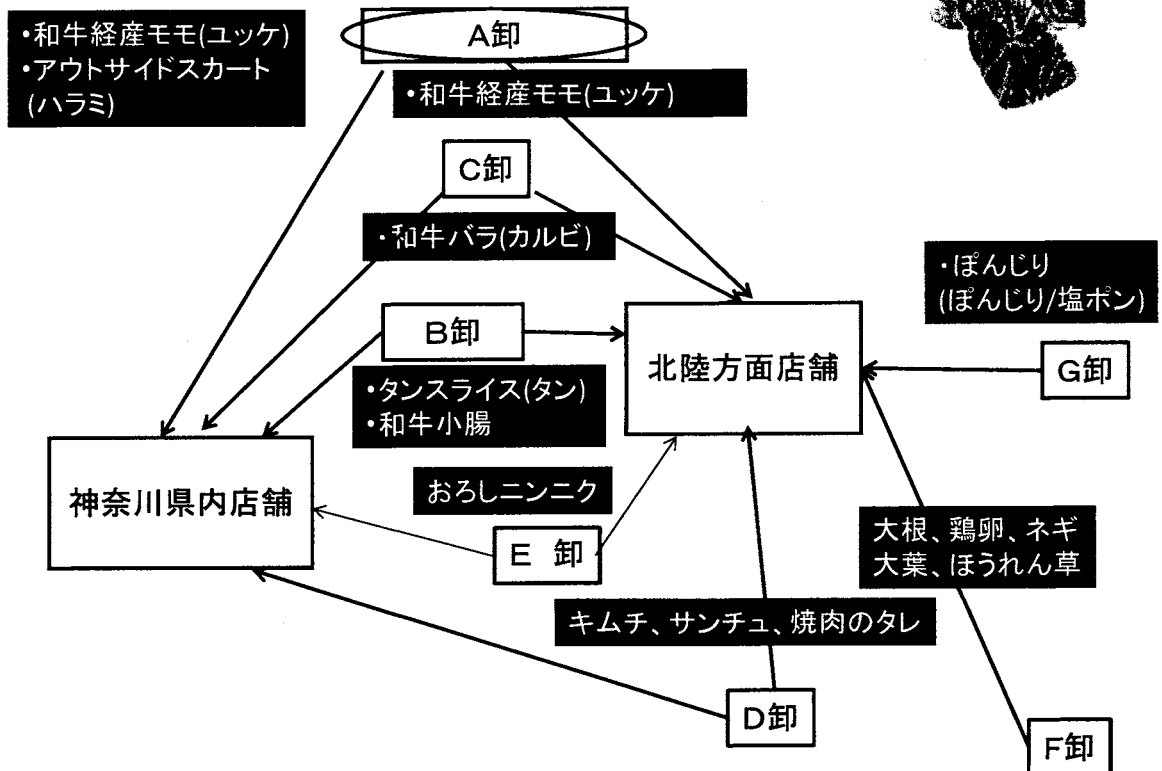 ・和牛経産モモ(ユッケ)
・アウトサイドスカート
(ハラミ)
A卸
・和牛経産モモ(ユッケ)
C卸
・和牛バラ(カルビ)
・ぽんじり
(ぽんじり/塩ポン)
B卸
北陸方面店舗
G卸
・タンスライス(タン)
・和牛小腸
神奈川県内店舗
おろしニンニク
E 卸
大根、鶏卵、ネギ
大葉、ほうれん草
キムチ、サンチュ、焼肉のタレ
D卸
F卸